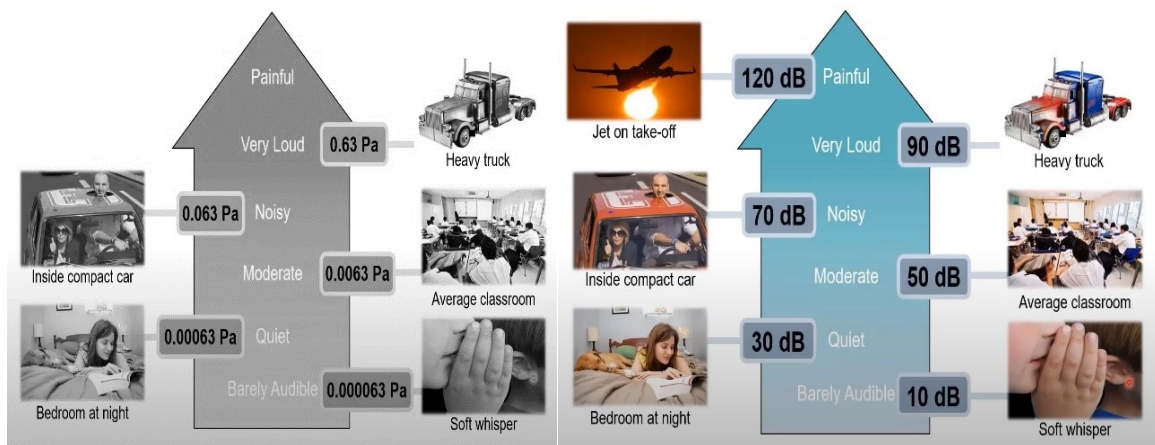 Painful
Very Loud
0.63 Pa
Heavy truck
0.063 Pa
Noisy
Inside compact car
Moderate
0.0063 Pa
Average classroom
0.00063 Pa
Quiet
Bedroom at night
Barely Audible
0.000063 Pa
Soft whisper
120 dB
Painful
Jet on take-off
Very Loud
90 dB
Heavy truck
70 dB
Noisy
Inside compact car
Moderate
50 dB
Average classroom
30 dB
Quiet
Bedroom at night
Barely Audible
10 dB
Soft whisper